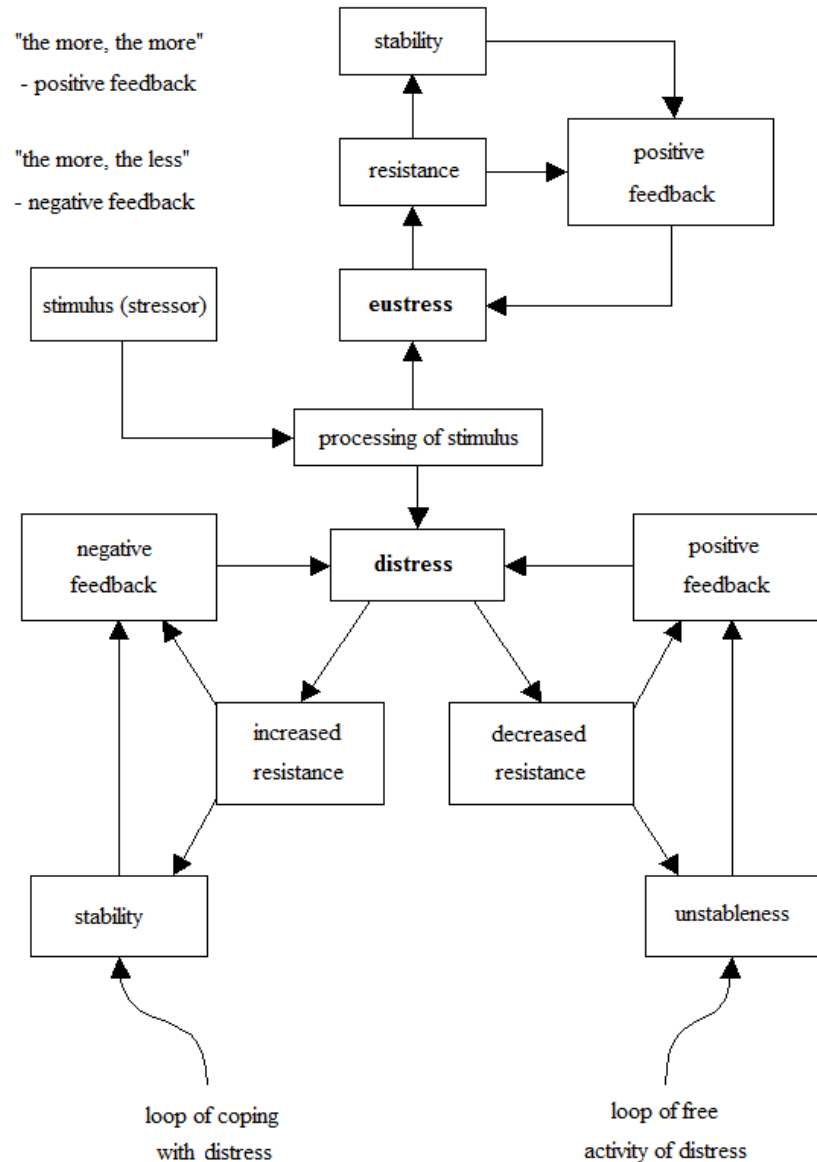 "the more, the more"
- positive feedback
"the more, the less"
- negative feedback
stability
resistance
positive
feedback
stimulus (stressor)
eustress
processing of stimulus
negative
feedback
distress
positive
feedback
increased
resistance
decreased
resistance
stability
unstableness
loop of coping
with distress
loop of free
activity of distress